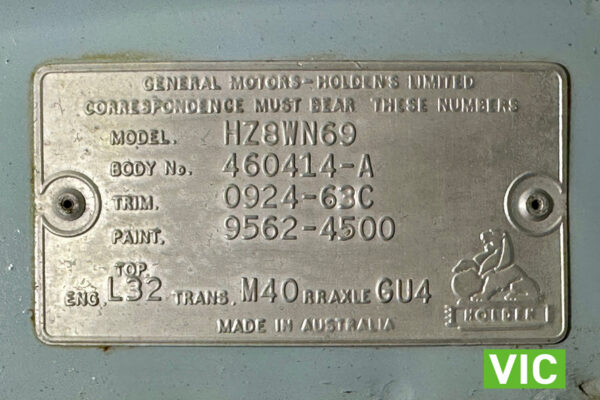 GENERAL MOTORS-HOLDEN'S LIMITED
CORRESPONDENCE MUST BEAR THESE NUMBERS
MODEL. HZ8WN69
BODY No. 460414-A
TRIM. 0924-63C
PAINT. 9562-4500
TOP.
ENG. L32 TRANS. M40 RRAXLE GU4
HOLDEN
MADE IN AUSTRALIA
VIC